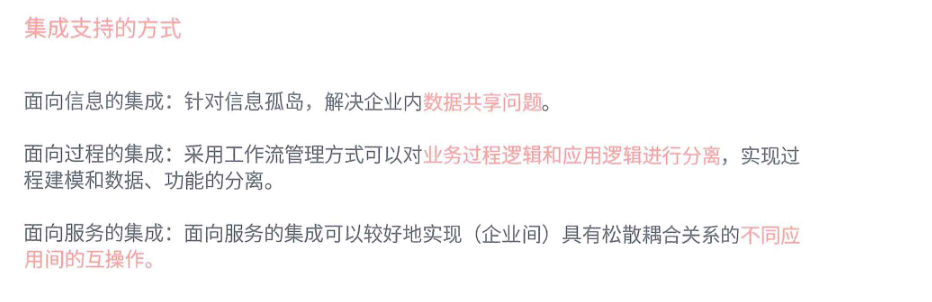 集成支持的方式
面向信息的集成：针对信息孤岛，解决企业内数据共享问题。
面向过程的集成：采用工作流管理方式可以对业务过程逻辑和应用逻辑进行分离，实现过
程建模和数据、功能的分离。
面向服务的集成：面向服务的集成可以较好地实现（企业间）具有松散耦合关系的不同应
用间的互操作。